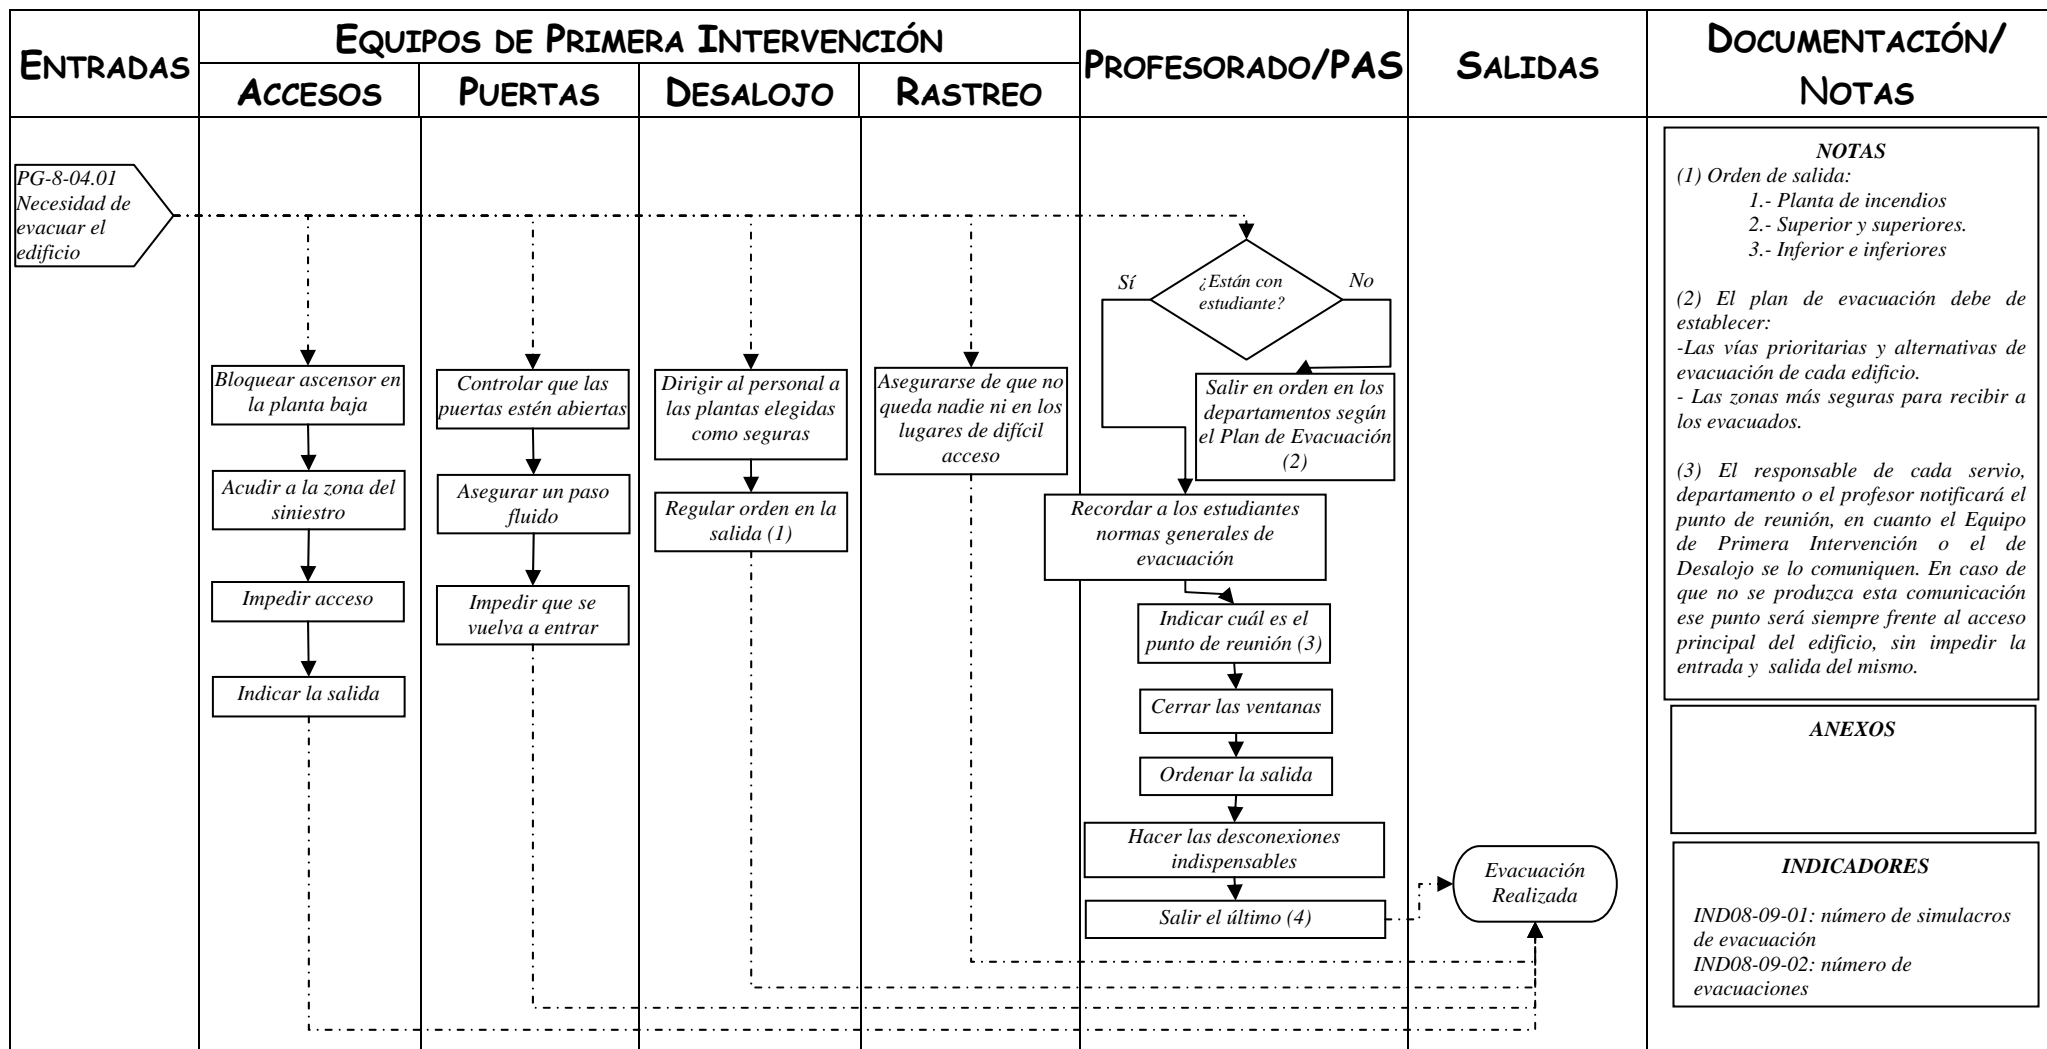 ENTRADAS
EQUIPOS DE PRIMERA INTERVENCIÓN
ACCESOS
PUERTAS
DESALOJO
RASTREO
PROFESORADO/PAS
SALIDAS
DOCUMENTACIÓN/
NOTAS
PG-8-04.01
Necesidad de
evacuar el
edificio
Bloquear ascensor en
la planta baja
Acudir a la zona del
siniestro
Impedir acceso
Indicar la salida
Controlar que las
puertas estén abiertas
Asegurar un paso
fluido
Impedir que se
vuelva a entrar
Dirigir al personal a
las plantas elegidas
como seguras
Regular orden en la
salida (1)
Asegurarse de que no
queda nadie ni en los
lugares de difícil
acceso
¿Están con
estudiante?
Sí
No
Salir en orden en los
departamentos según
el Plan de Evacuación
(2)
Recordar a los estudiantes
normas generales de
evacuación
Indicar cuál es el
punto de reunión (3)
Cerrar las ventanas
Ordenar la salida
Hacer las desconexiones
indispensables
Salir el último (4)
Evacuación
Realizada
NOTAS
(1) Orden de salida:
1.- Planta de incendios
2.- Superior y superiores.
3.- Inferior e inferiores
(2) El plan de evacuación debe de
establecer:
-Las vías prioritarias y alternativas de
evacuación de cada edificio.
- Las zonas más seguras para recibir a
los evacuados.
(3) El responsable de cada servio,
departamento o el profesor notificará el
punto de reunión, en cuanto el Equipo
de Primera Intervención o el de
Desalojo se lo comuniquen. En caso de
que no se produzca esta comunicación
ese punto será siempre frente al acceso
principal del edificio, sin impedir la
entrada y salida del mismo.
ANEXOS
INDICADORES
IND08-09-01: número de simulacros
de evacuación
IND08-09-02: número de
evacuaciones